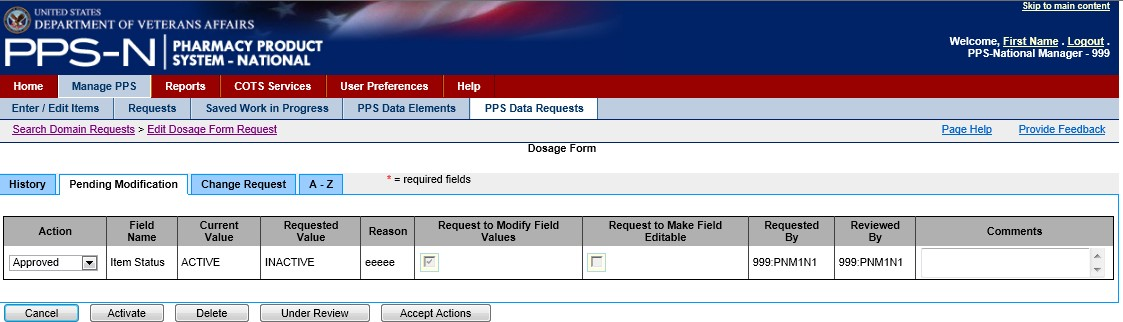 Skip to main content
UNITED STATES
DEPARTMENT OF VETERANS AFFAIRS
PPS-N | PHARMACY PRODUCT
SYSTEM - NATIONAL
Welcome, First Name . Logout .
PPS-National Manager - 999
Home Manage PPS Reports COTS Services User Preferences Help
Enter / Edit Items Requests Saved Work in Progress PPS Data Elements PPS Data Requests
Search Domain Requests > Edit Dosage Form Request Page Help Provide Feedback
Dosage Form
History Pending Modification Change Request A - Z * = required fields
Action Field Name Current Value Requested Value Reason Request to Modify Field Values Request to Make Field Editable Requested By Reviewed By Comments
Approved Item Status ACTIVE INACTIVE eeeee 999:PNM1N1 999:PNM1N1
Cancel Activate Delete Under Review Accept Actions